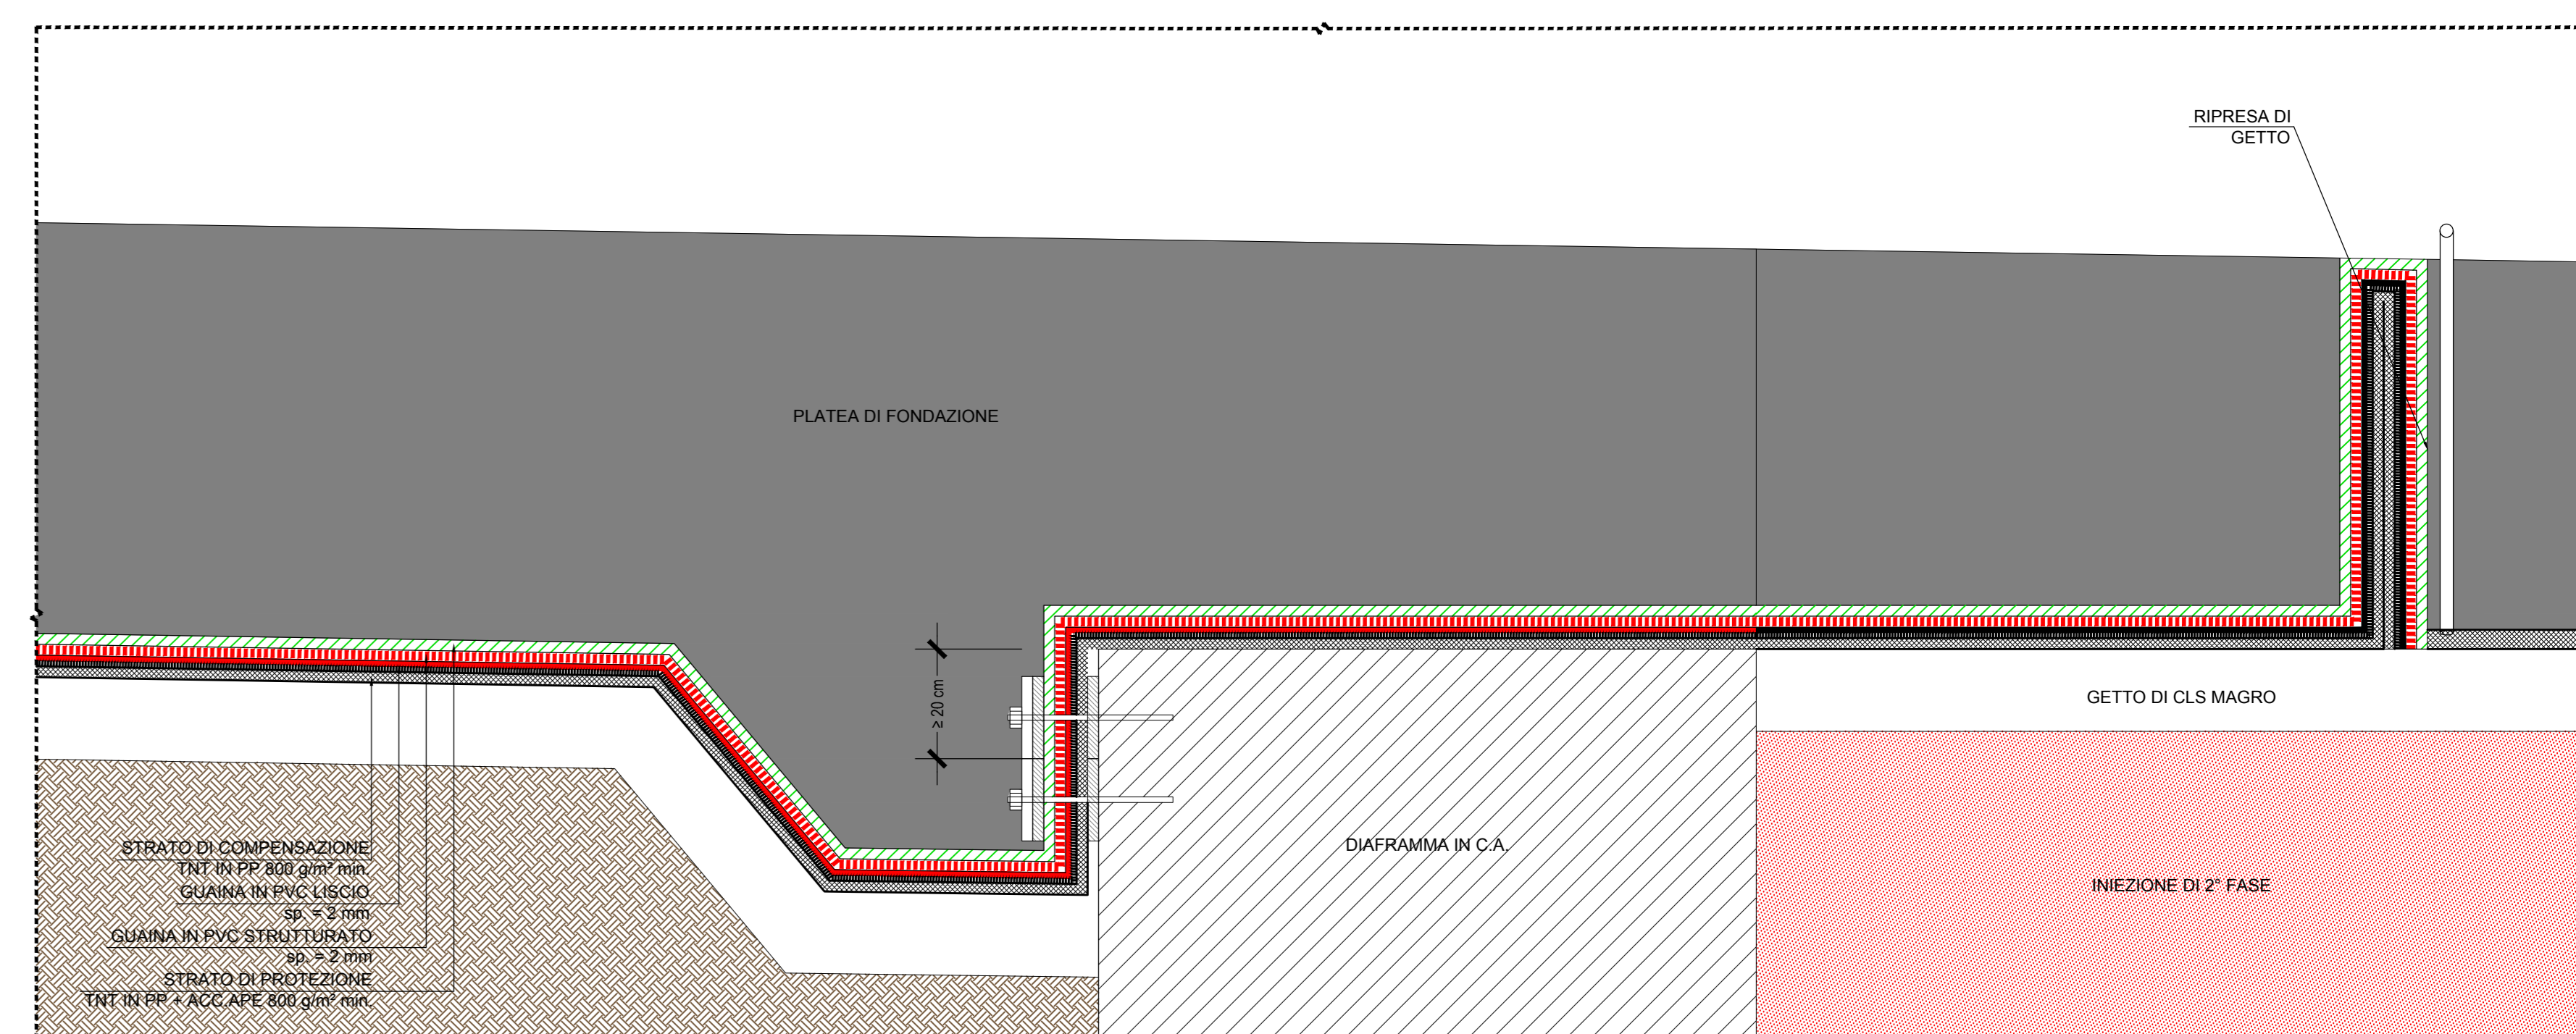 RIPRESA DI
GETTO
PLATEA DI FONDAZIONE
≥ 20 cm
GETTO DI CLS MAGRO
DIAFRAMMA IN C.A.
INIEZIONE DI 2° FASE
STRATO DI COMPENSAZIONE
TNT IN PP 800 g/m² min.
GUAINA IN PVC LISCIO
sp. = 2 mm
GUAINA IN PVC STRUTTURATO
sp. = 2 mm
STRATO DI PROTEZIONE
TNT IN PP + ACC.APE 800 g/m² min.